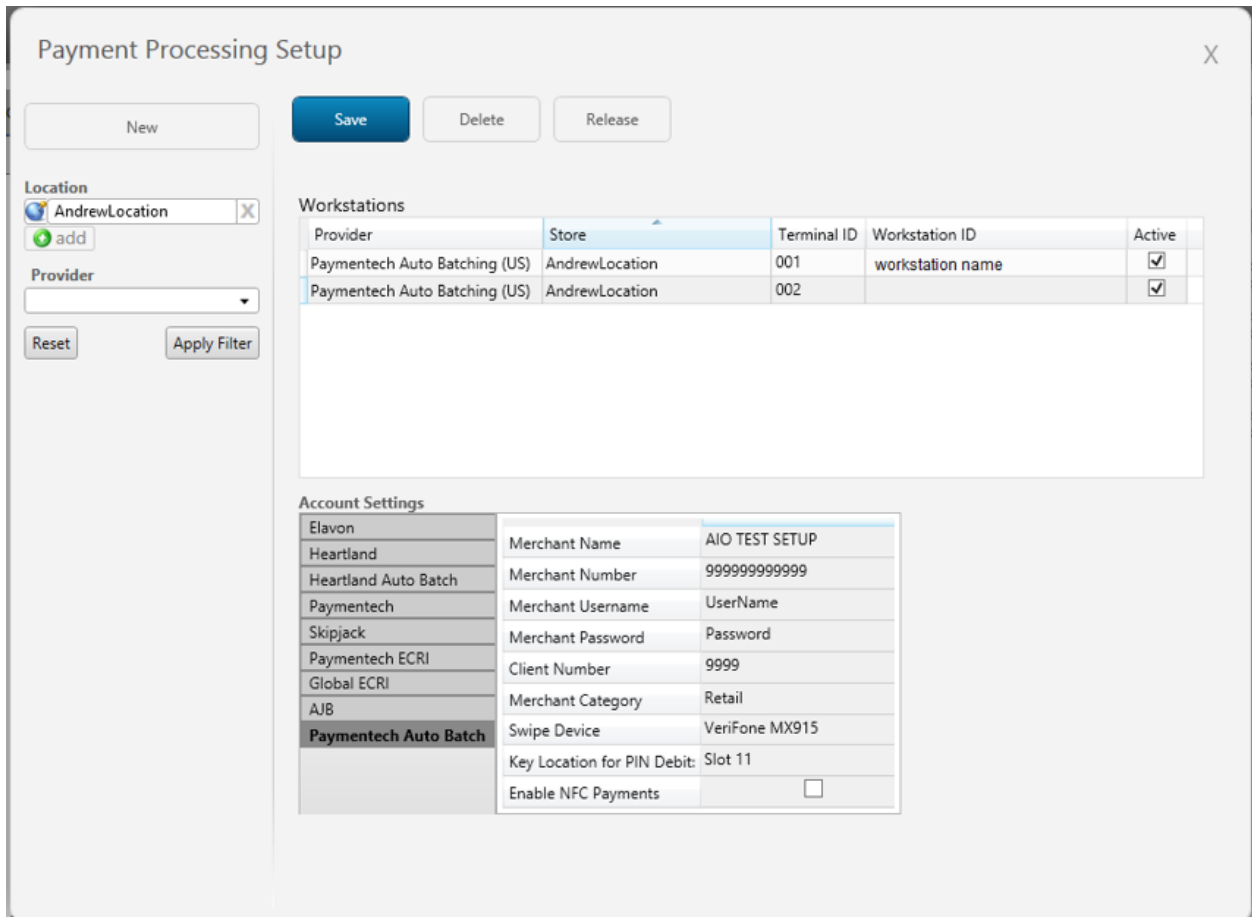 Payment Processing Setup
X
New
Save Delete Release
Location
AndrewLocation X
add
Provider
Reset Apply Filter
Workstations
Provider Store Terminal ID Workstation ID Active
Paymentech Auto Batching (US) AndrewLocation 001 workstation name
Paymentech Auto Batching (US) AndrewLocation 002
Account Settings
Elavon
Heartland
Heartland Auto Batch
Paymentech
Skipjack
Paymentech ECRI
Global ECRI
AJB
Paymentech Auto Batch
Merchant Name AIO TEST SETUP
Merchant Number 999999999999
Merchant Username UserName
Merchant Password Password
Client Number 9999
Merchant Category Retail
Swipe Device VeriFone MX915
Key Location for PIN Debit: Slot 11
Enable NFC Payments